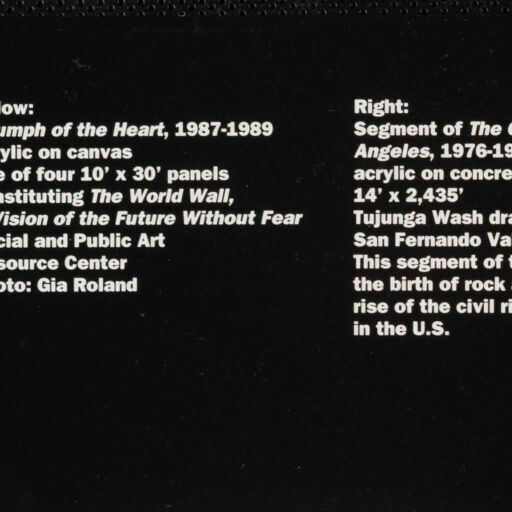 low:
umph of the Heart, 1987-1989
ylic on canvas
e of four 10' x 30' panels
nstituting The World Wall,
Vision of the Future Without Fear
cial and Public Art
source Center
oto: Gia Roland
Right:
Segment of The
Angeles, 1976-19
acrylic on concre
14' x 2,435'
Tujunga Wash dra
San Fernando Va
This segment of t
the birth of rock
rise of the civil ri
in the U.S.